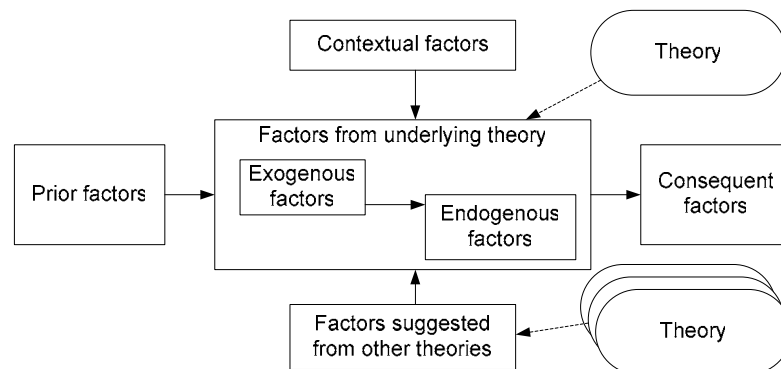 Contextual factors
Theory
Factors from underlying theory
Prior factors
Exogenous
factors
Endogenous
factors
Consequent
factors
Factors suggested
from other theories
Theory